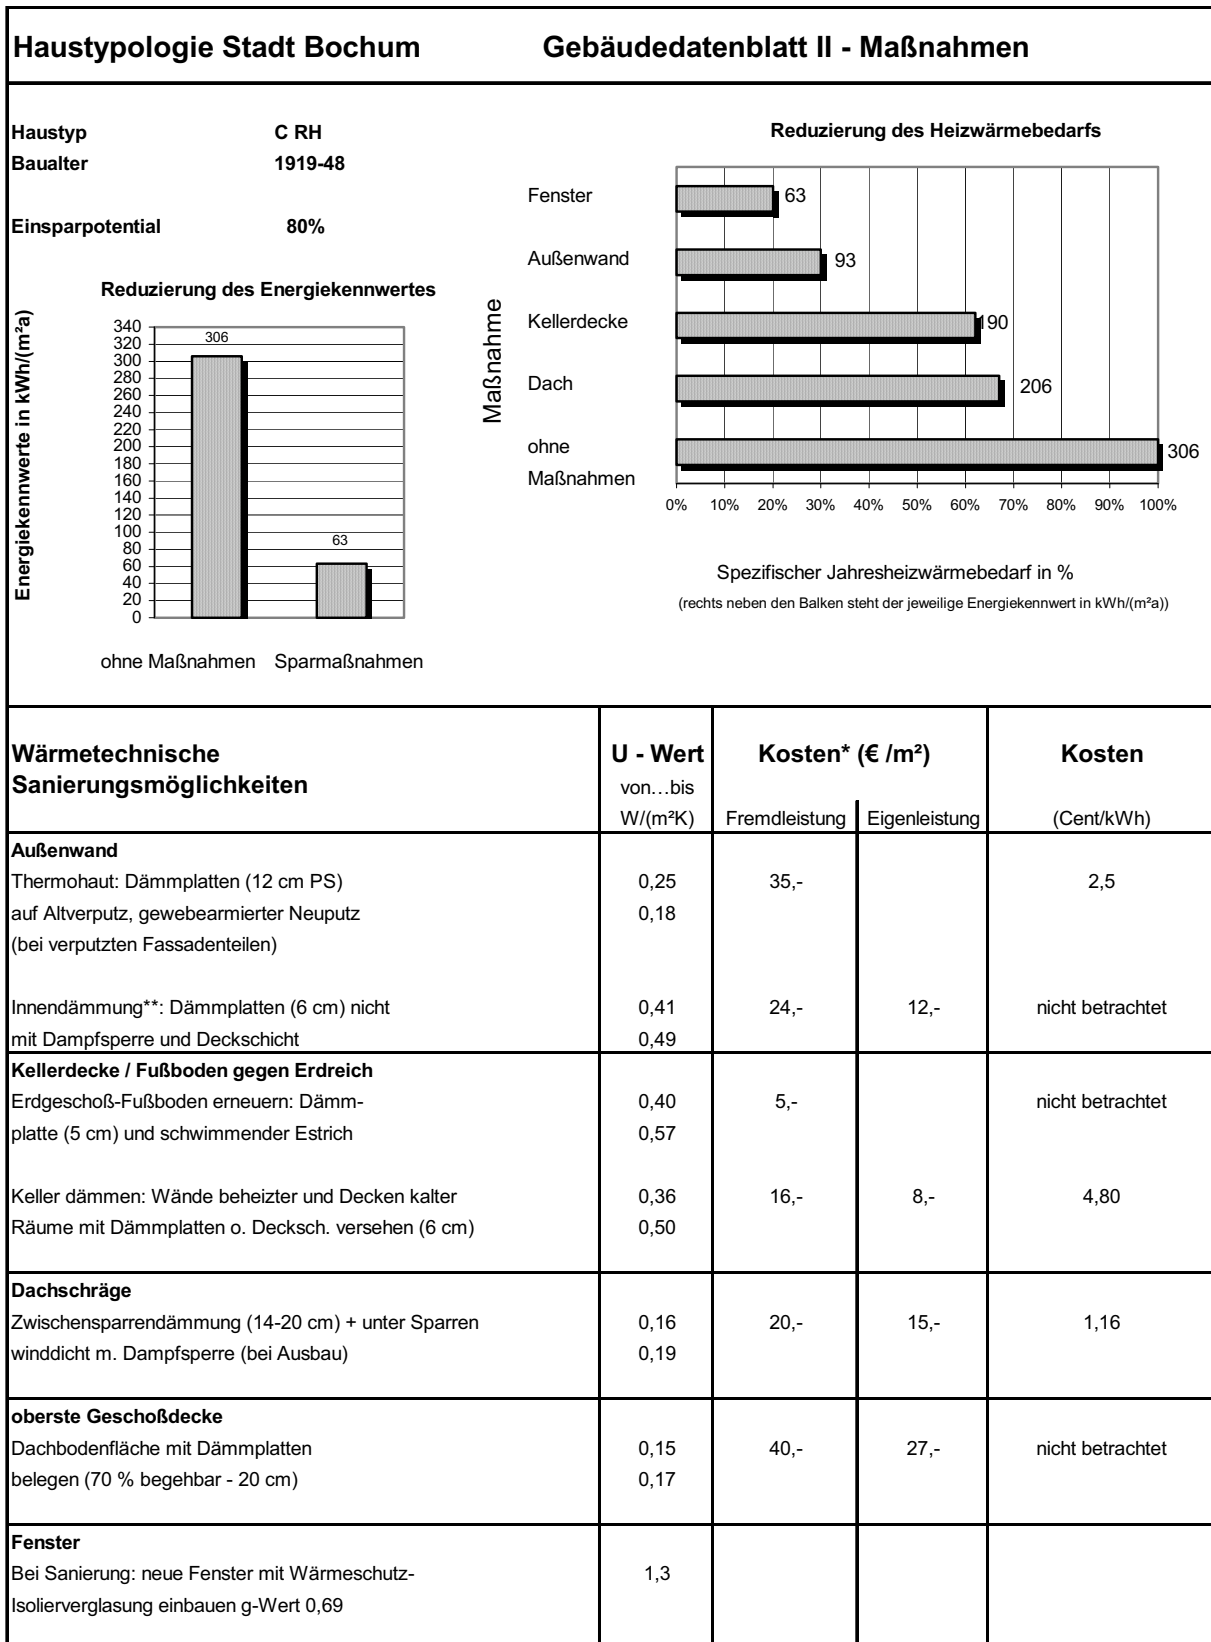 Haustypologie Stadt Bochum Gebäudedatenblatt II - Maßnahmen
Haustyp C RH
Baualter 1919-48
Einsparpotential 80%
Reduzierung des Energiekennwertes
Energiekennwerte in kWh/(m²a)
340
320
300
280
260
240
220
200
180
160
140
120
100
80
60
40
20
0
306
63
ohne Maßnahmen Sparmaßnahmen
Reduzierung des Heizwärmebedarfs
Maßnahme
Fenster 63
Außenwand 93
Kellerdecke 190
Dach 206
ohne
Maßnahmen 306
0% 10% 20% 30% 40% 50% 60% 70% 80% 90% 100%
Spezifischer Jahresheizwärmebedarf in %
(rechts neben den Balken steht der jeweilige Energiekennwert in kWh/(m²a))
Wärmetechnische U - Wert Kosten* (€ /m²) Kosten
Sanierungsmöglichkeiten von…bis
W/(m²K) Fremdleistung Eigenleistung (Cent/kWh)
Außenwand
Thermohaut: Dämmplatten (12 cm PS) 0,25 35,- 2,5
auf Altverputz, gewebearmierter Neuputz 0,18
(bei verputzten Fassadenteilen)
Innendämmung**: Dämmplatten (6 cm) nicht 0,41 24,- 12,- nicht betrachtet
mit Dampfsperre und Deckschicht 0,49
Kellerdecke / Fußboden gegen Erdreich
Erdgeschoß-Fußboden erneuern: Dämm- 0,40 5,- nicht betrachtet
platte (5 cm) und schwimmender Estrich 0,57
Keller dämmen: Wände beheizter und Decken kalter 0,36 16,- 8,- 4,80
Räume mit Dämmplatten o. Decksch. versehen (6 cm) 0,50
Dachschräge
Zwischensparrendämmung (14-20 cm) + unter Sparren 0,16 20,- 15,- 1,16
winddicht m. Dampfsperre (bei Ausbau) 0,19
oberste Geschoßdecke
Dachbodenfläche mit Dämmplatten 0,15 40,- 27,- nicht betrachtet
belegen (70 % begehbar - 20 cm) 0,17
Fenster
Bei Sanierung: neue Fenster mit Wärmeschutz- 1,3
Isolierverglasung einbauen g-Wert 0,69